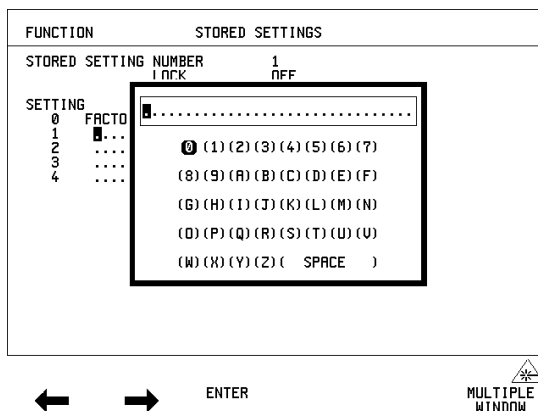 FUNCTION STORED SETTINGS
STORED SETTING NUMBER 1
LOCK OFF
SETTING
0 FACTO
1 ....
2 ....
3 ....
4 ....
..............................
0 (1)(2)(3)(4)(5)(6)(7)
(8)(9)(A)(B)(C)(D)(E)(F)
(G)(H)(I)(J)(K)(L)(M)(N)
(O)(P)(Q)(R)(S)(T)(U)(V)
(W)(X)(Y)(Z)( SPACE )
ENTER
MULTIPLE
WINDOW